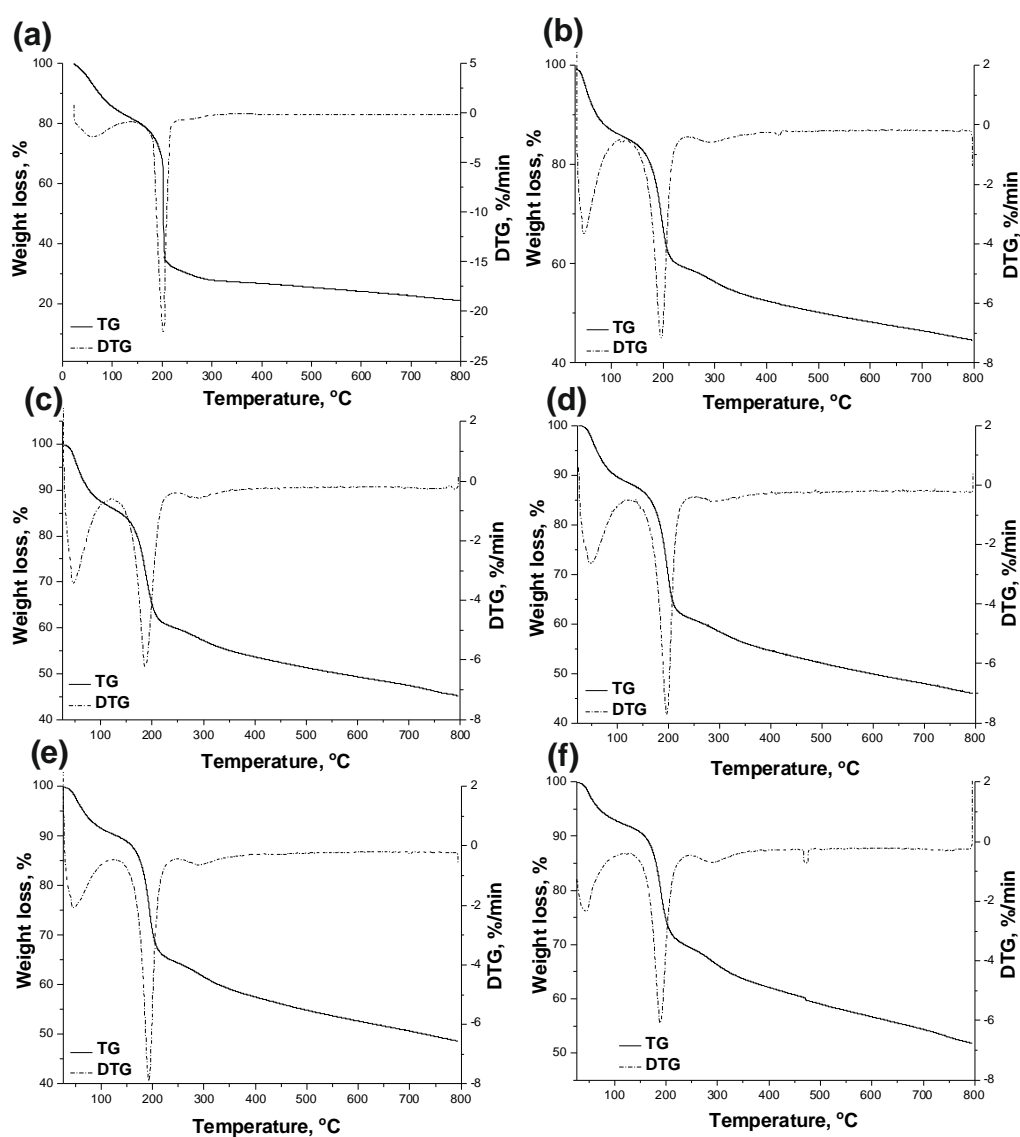 (a)
100
80
60
40
20
5
0
-5
-10
-15
-20
-25
0 100 200 300 400 500 600 700 800
Weight loss, %
DTG, %/min
TG
DTG
Temperature, °C
(b)
100
80
60
40
2
0
-2
-4
-6
-8
100 200 300 400 500 600 700 800
Weight loss, %
DTG, %/min
TG
DTG
Temperature, °C
(c)
100
90
80
70
60
50
40
2
0
-2
-4
-6
-8
100 200 300 400 500 600 700 800
Weight loss, %
DTG, %/min
TG
DTG
Temperature, °C
(d)
100
90
80
70
60
50
40
2
0
-2
-4
-6
-8
100 200 300 400 500 600 700 800
Weight loss, %
DTG, %/min
TG
DTG
Temperature, °C
(e)
100
90
80
70
60
50
40
2
0
-2
-4
-6
-8
100 200 300 400 500 600 700 800
Weight loss, %
DTG, %/min
TG
DTG
Temperature, °C
(f)
100
90
80
70
60
50
2
0
-2
-4
-6
-8
100 200 300 400 500 600 700 800
Weight loss, %
DTG, %/min
TG
DTG
Temperature, °C